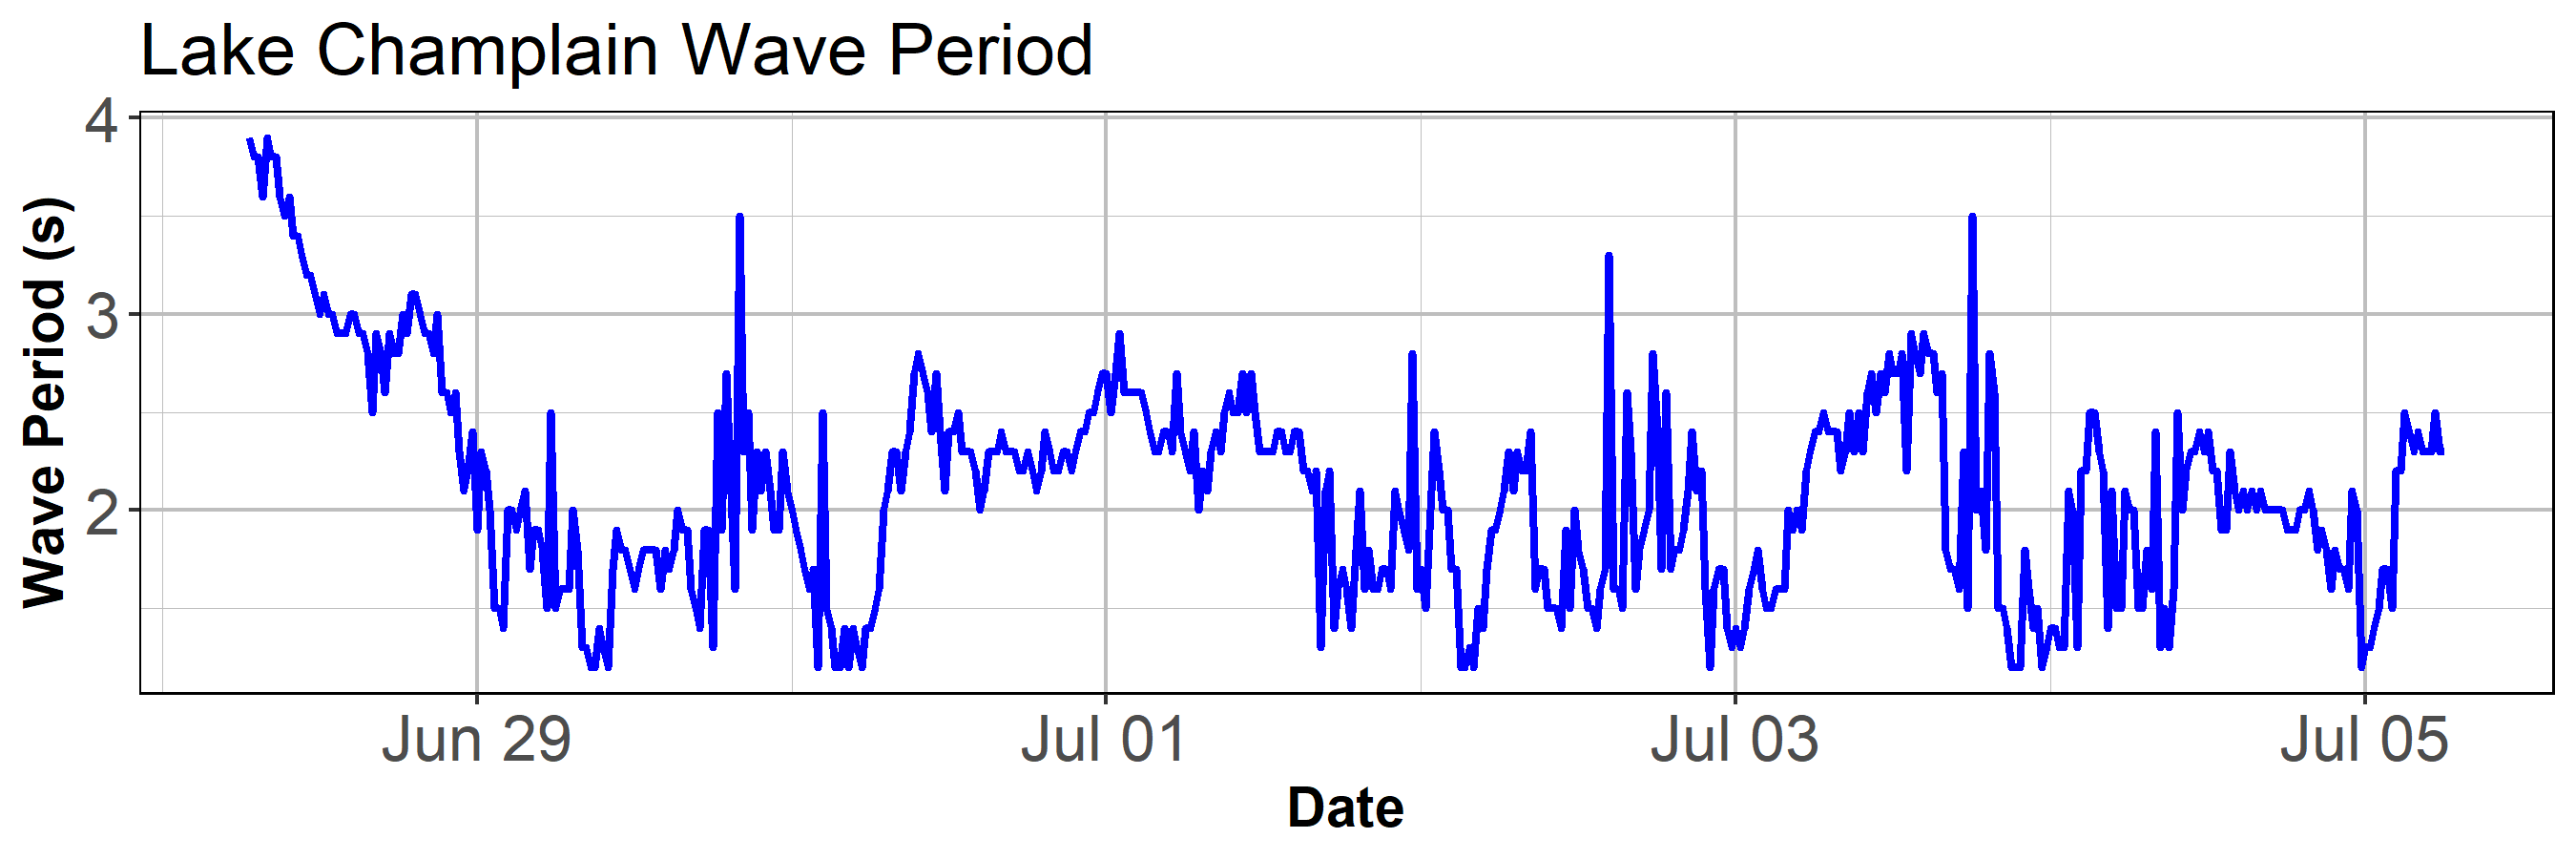 Lake Champlain Wave Period
4
3
2
Wave Period (s)
Jun 29 Jul 01 Jul 03 Jul 05
Date